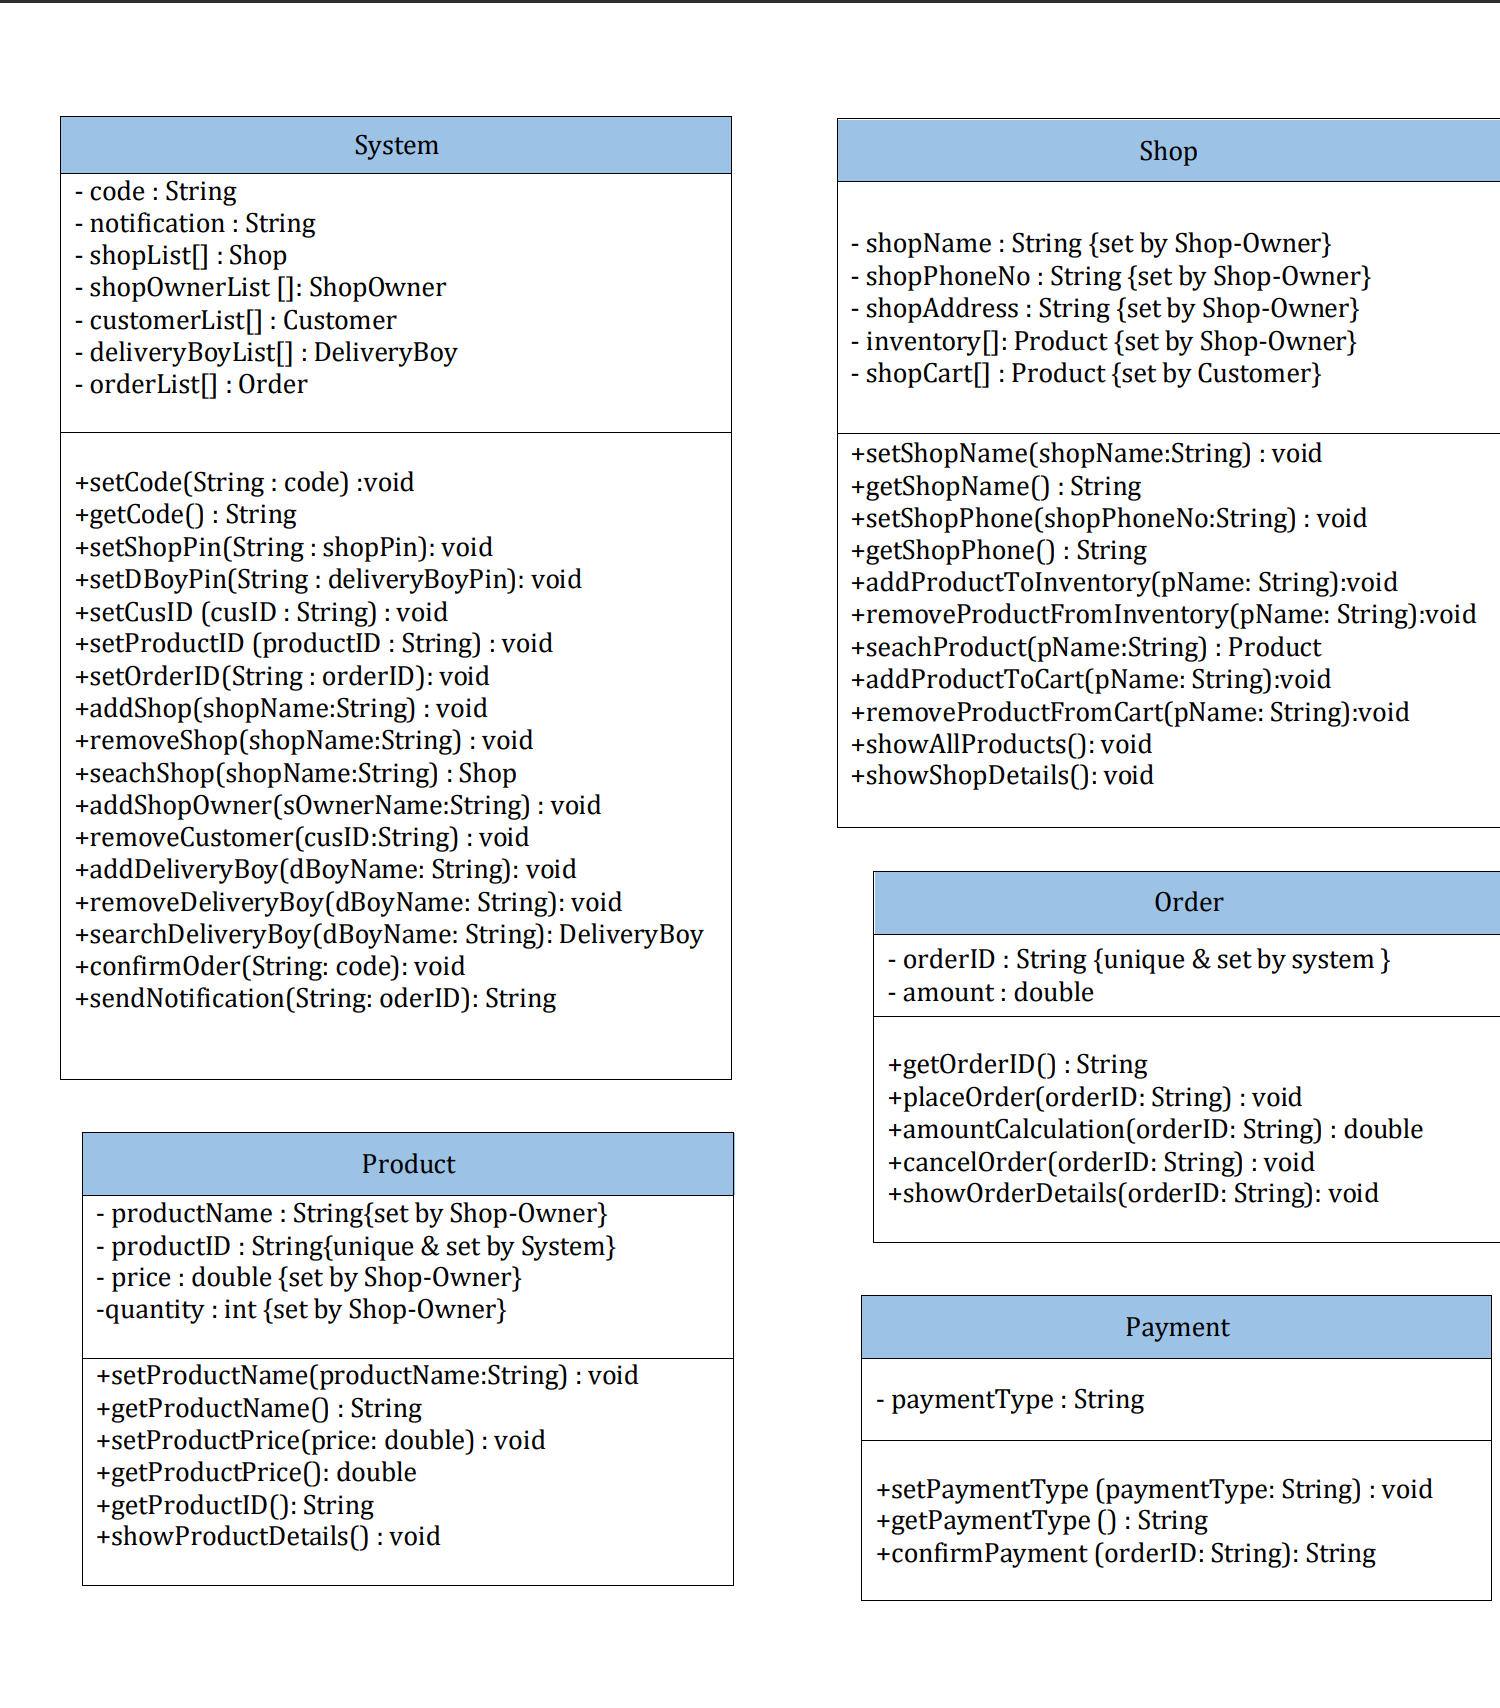 System
- code : String
- notification : String
- shopList[] : Shop
- shopOwnerList []: ShopOwner
- customerList[] : Customer
- deliveryBoyList[] : DeliveryBoy
- orderList[] : Order
+setCode(String : code) :void
+getCode() : String
+setShopPin(String : shopPin): void
+setDBoyPin(String : deliveryBoyPin): void
+setCusID (cusID : String) : void
+setProductID (productID : String) : void
+setOrderID(String : orderID): void
+addShop(shopName:String) : void
+removeShop(shopName:String) : void
+seachShop(shopName:String) : Shop
+addShopOwner(sOwnerName:String) : void
+removeCustomer(cusID:String) : void
+addDeliveryBoy(dBoyName: String): void
+removeDeliveryBoy(dBoyName: String): void
+searchDeliveryBoy(dBoyName: String): DeliveryBoy
+confirmOder(String: code): void
+sendNotification(String: oderID): String
Shop
- shopName : String {set by Shop-Owner}
- shopPhoneNo : String {set by Shop-Owner}
- shopAddress : String {set by Shop-Owner}
- inventory[]: Product {set by Shop-Owner}
- shopCart[] : Product {set by Customer}
+setShopName(shopName:String) : void
+getShopName() : String
+setShopPhone(shopPhoneNo:String) : void
+getShopPhone() : String
+addProductToInventory(pName: String):void
+removeProductFromInventory(pName: String):void
+seachProduct(pName:String) : Product
+addProductToCart(pName: String):void
+removeProductFromCart(pName: String):void
+showAllProducts(): void
+showShopDetails(): void
Order
- orderID : String {unique & set by system }
- amount : double
+getOrderID() : String
+placeOrder(orderID: String) : void
+amountCalculation(orderID: String) : double
+cancelOrder(orderID: String) : void
+showOrderDetails(orderID: String): void
Product
- productName : String{set by Shop-Owner}
- productID : String{unique & set by System}
- price : double {set by Shop-Owner}
-quantity : int {set by Shop-Owner}
+setProductName(productName:String) : void
+getProductName() : String
+setProductPrice(price: double) : void
+getProductPrice(): double
+getProductID(): String
+showProductDetails() : void
Payment
- paymentType : String
+setPaymentType (paymentType: String) : void
+getPaymentType () : String
+confirmPayment (orderID: String): String